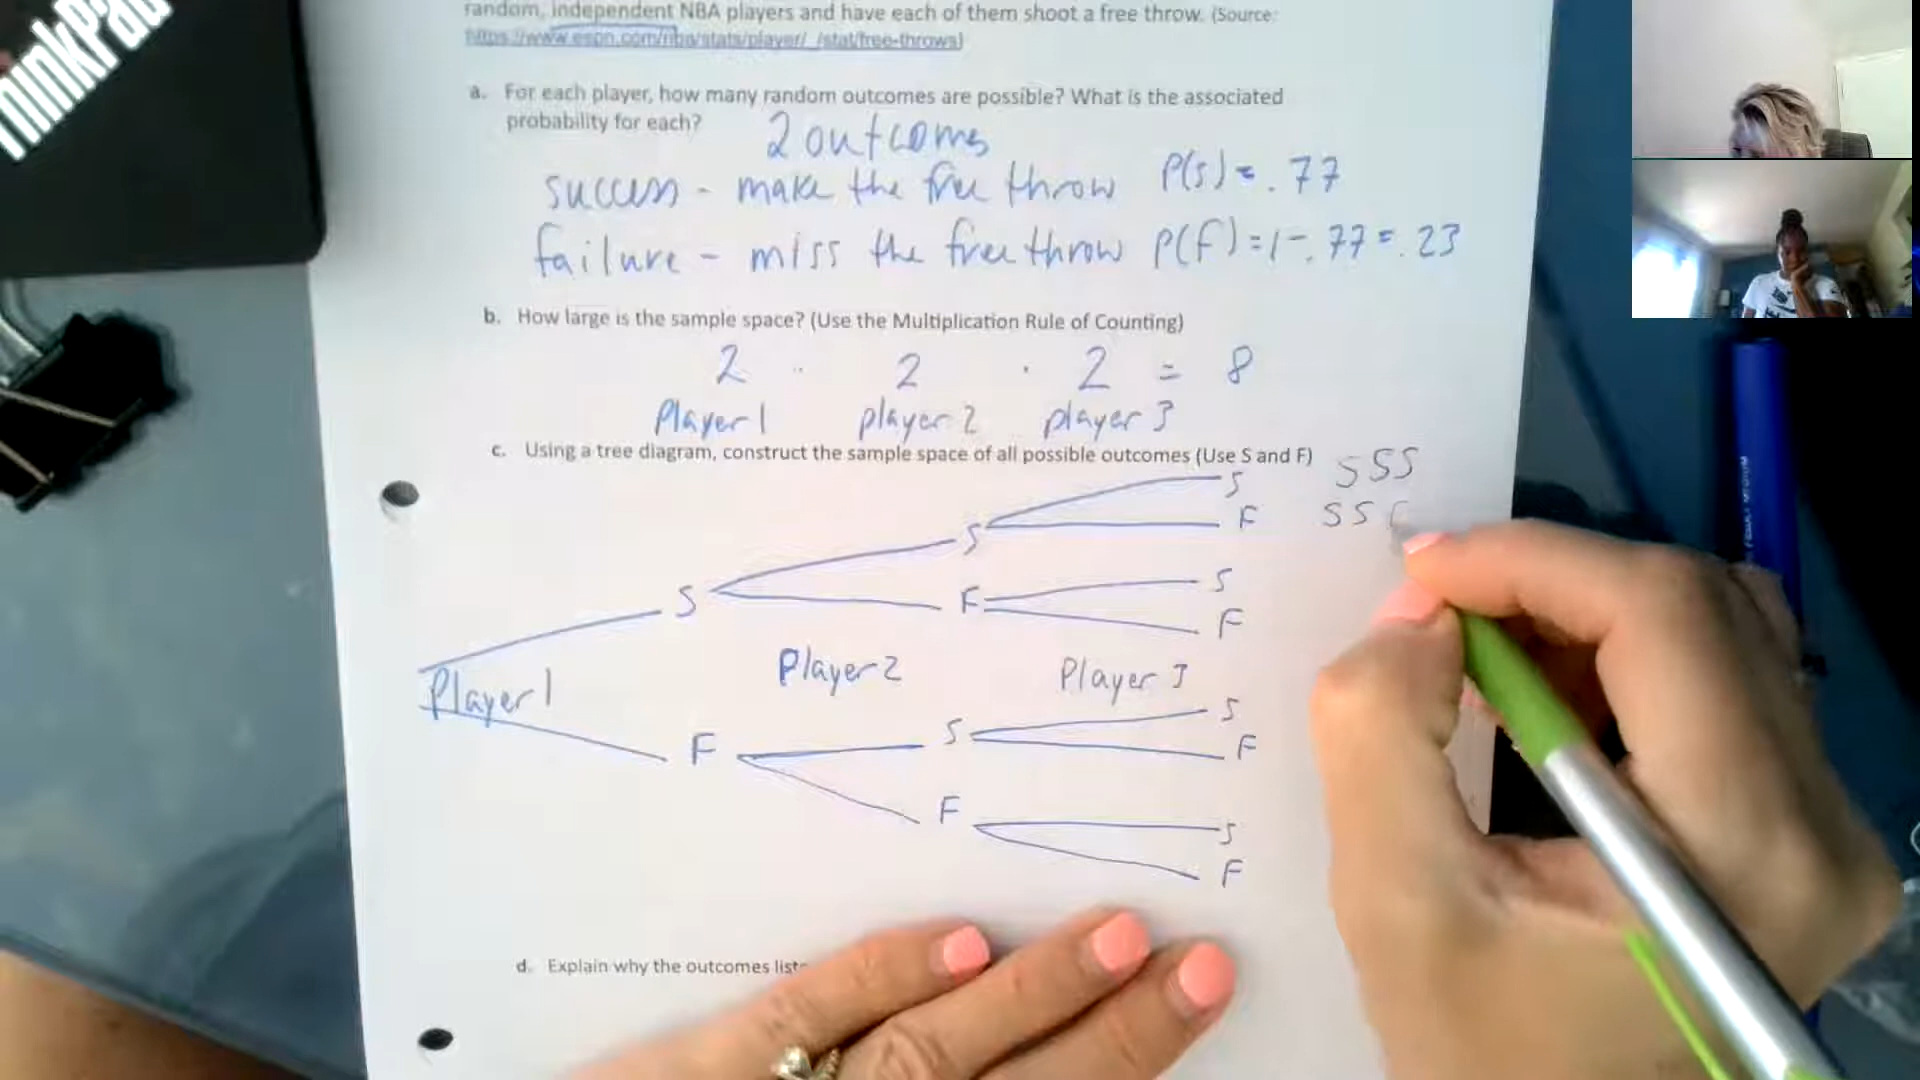 ThinkPad
random, independent NBA players and have each of them shoot a free throw. (Source:
https://www.espn.com/nba/stats/player/_/stat/free-throws)
a. For each player, how many random outcomes are possible? What is the associated
probability for each?
2 outcomes
success - make the free throw P(s) = .77
failure - miss the free throw P(F) = 1 - .77 = .23
b. How large is the sample space? (Use the Multiplication Rule of Counting)
2 · 2 · 2 = 8
Player 1 player 2 player 3
c. Using a tree diagram, construct the sample space of all possible outcomes (Use S and F)
S SSS
S F SS
S F S
F
Player 1 Player 2 Player 3
S S
F F
F S
F
d. Explain why the outcomes